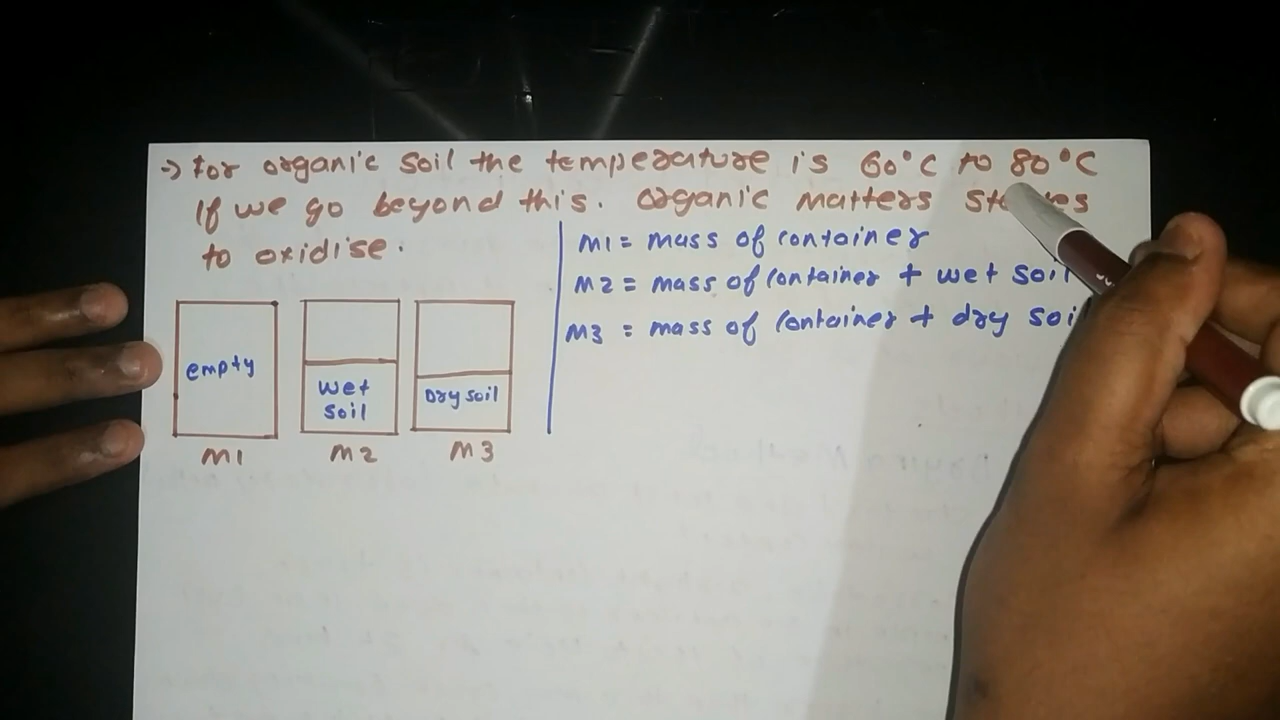 → For organic soil the temperature is 60°C to 80°C
If we go beyond this. Organic matters
to oxidise.
M1 = mass of container
M2 = mass of container + wet soil
M3 = mass of container + dry soil
empty
wet
soil
Dry soil
M1
M2
M3